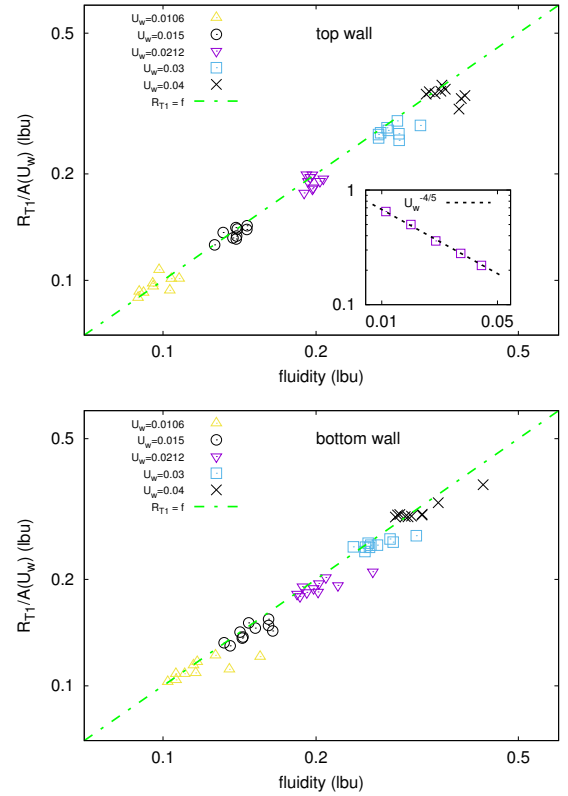 top wall
U_w=0.0106
U_w=0.015
U_w=0.0212
U_w=0.03
U_w=0.04
R_T1 = f
0.5
0.2
0.1
R_T1/A(U_w) (lbu)
U_w^-4/5
1
0.1
0.01 0.05
0.1 0.2 0.5
fluidity (lbu)
bottom wall
U_w=0.0106
U_w=0.015
U_w=0.0212
U_w=0.03
U_w=0.04
R_T1 = f
0.5
0.2
0.1
R_T1/A(U_w) (lbu)
0.1 0.2 0.5
fluidity (lbu)